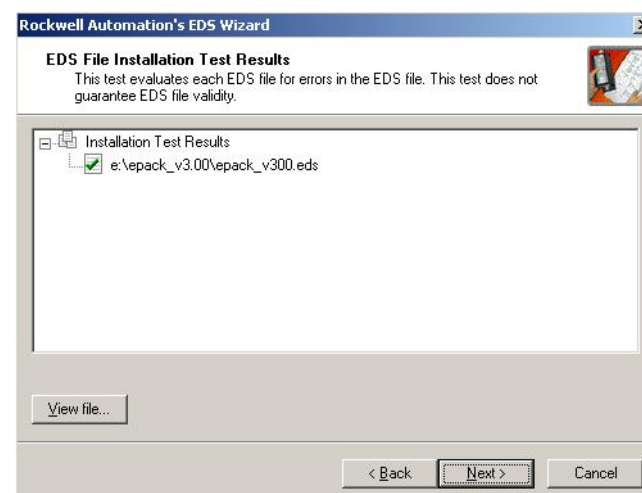 Rockwell Automation's EDS Wizard
EDS File Installation Test Results
This test evaluates each EDS file for errors in the EDS file. This test does not
guarantee EDS file validity.
Installation Test Results
e:\epack_v3.00\epack_v300.eds
View file...
< Back
Next >
Cancel